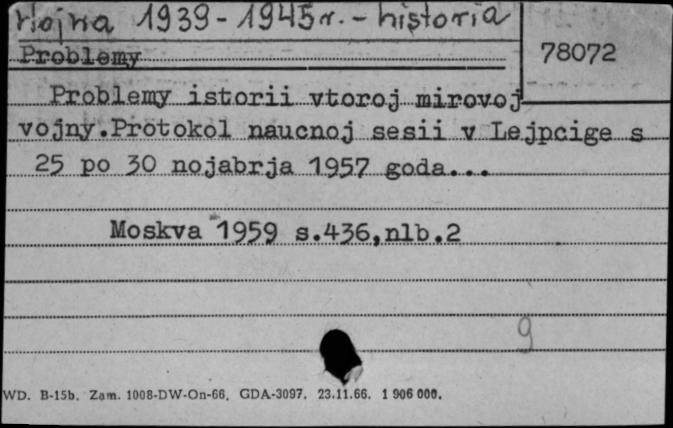 Wojna 1939-1945 r. - historia
Problemy
78072
Problemy istorii vtoroj mirovoj
vojny.Protokol naucnoj sesii v Lejpcige s
25 po 30 nojabrja 1957 goda...
Moskva 1959 s.436,nlb.2
9
WD. B-15b. Zam. 1008-DW-On-66. GDA-3097. 23.11.66. 1 906 000.